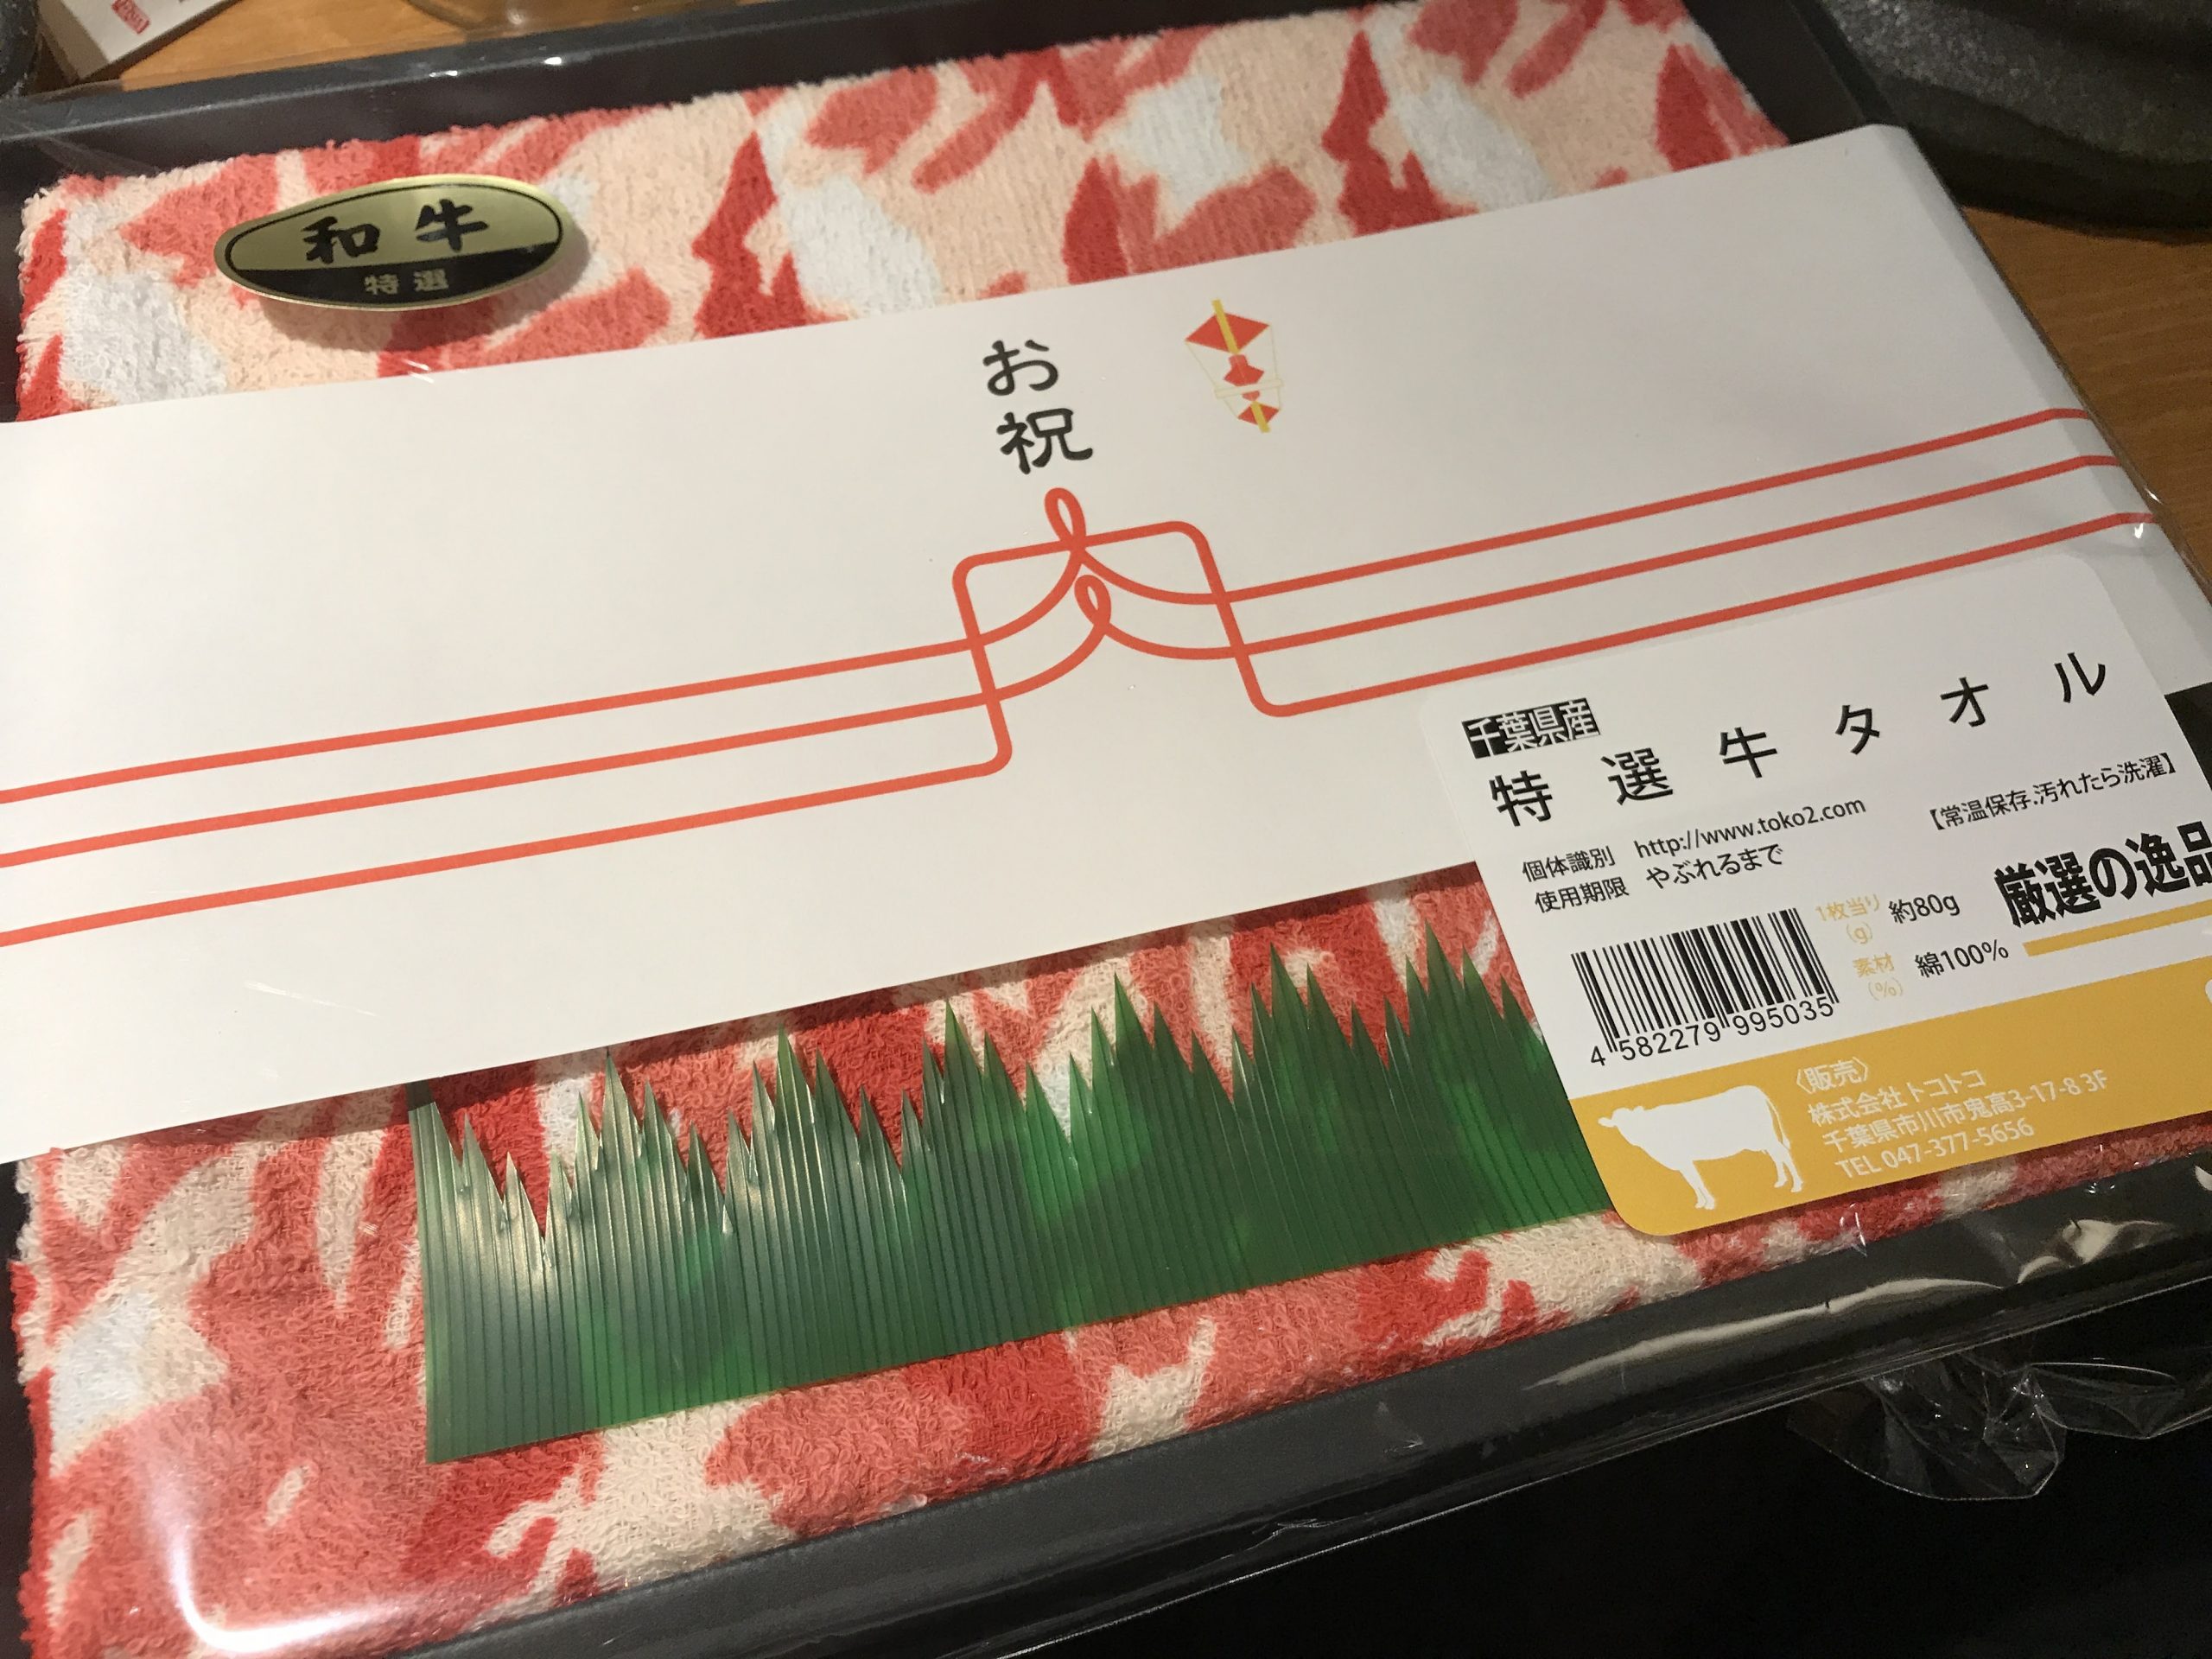 和牛
特選
お祝
千葉県産
特選牛タオル
【常温保存.汚れたら洗濯】
個体識別 http://www.toko2.com
使用期限 やぶれるまで
厳選の逸品
1枚当り(g) 約80g
素材(%) 綿100%
4 582279 995035
〈販売〉
株式会社トコトコ
千葉県市川市鬼高3-17-8 3F
TEL 047-377-5656